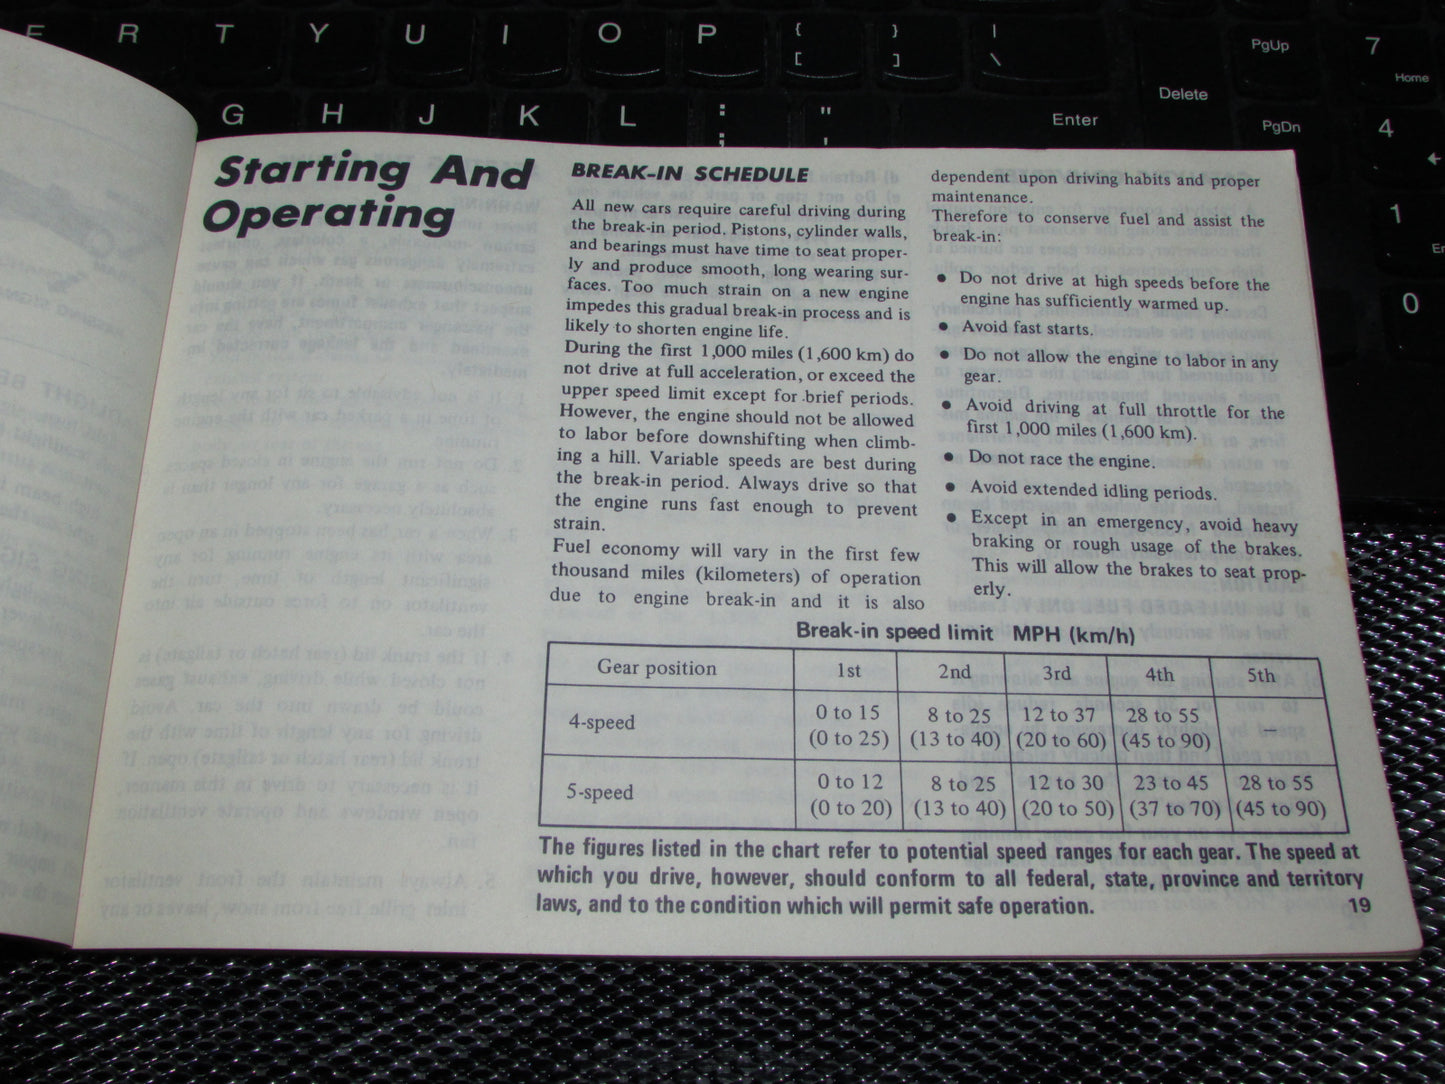 E R T Y U I O P { [ } ] | \ PgUp 7 Home
G H J K L : ; " ' Enter Delete PgDn 4
1
0
Starting And
Operating
BREAK-IN SCHEDULE
All new cars require careful driving during
the break-in period. Pistons, cylinder walls,
and bearings must have time to seat proper-
ly and produce smooth, long wearing sur-
faces. Too much strain on a new engine
impedes this gradual break-in process and is
likely to shorten engine life.
During the first 1,000 miles (1,600 km) do
not drive at full acceleration, or exceed the
upper speed limit except for brief periods.
However, the engine should not be allowed
to labor before downshifting when climb-
ing a hill. Variable speeds are best during
the break-in period. Always drive so that
the engine runs fast enough to prevent
strain.
Fuel economy will vary in the first few
thousand miles (kilometers) of operation
due to engine break-in and it is also
dependent upon driving habits and proper
maintenance.
Therefore to conserve fuel and assist the
break-in:
● Do not drive at high speeds before the
engine has sufficiently warmed up.
● Avoid fast starts.
● Do not allow the engine to labor in any
gear.
● Avoid driving at full throttle for the
first 1,000 miles (1,600 km).
● Do not race the engine.
● Avoid extended idling periods.
● Except in an emergency, avoid heavy
braking or rough usage of the brakes.
This will allow the brakes to seat prop-
erly.
Break-in speed limit MPH (km/h)
Gear position 1st 2nd 3rd 4th 5th
4-speed 0 to 15 8 to 25 12 to 37 28 to 55 —
(0 to 25) (13 to 40) (20 to 60) (45 to 90)
5-speed 0 to 12 8 to 25 12 to 30 23 to 45 28 to 55
(0 to 20) (13 to 40) (20 to 50) (37 to 70) (45 to 90)
The figures listed in the chart refer to potential speed ranges for each gear. The speed at
which you drive, however, should conform to all federal, state, province and territory
laws, and to the condition which will permit safe operation.
19